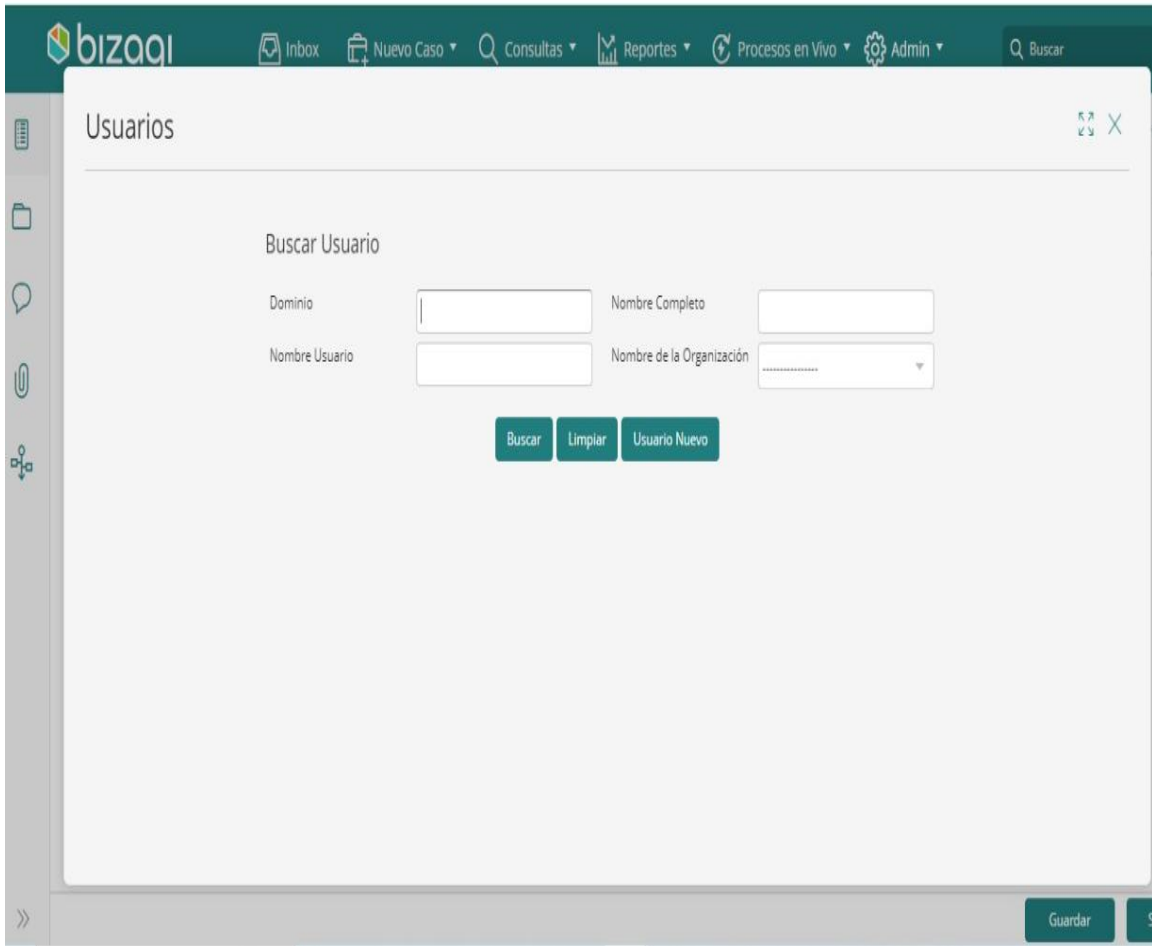 bizagi Inbox Nuevo Caso Consultas Reportes Procesos en Vivo Admin Buscar
Usuarios
Buscar Usuario
Dominio Nombre Completo
Nombre Usuario Nombre de la Organización ---------------
Buscar Limpiar Usuario Nuevo
Guardar